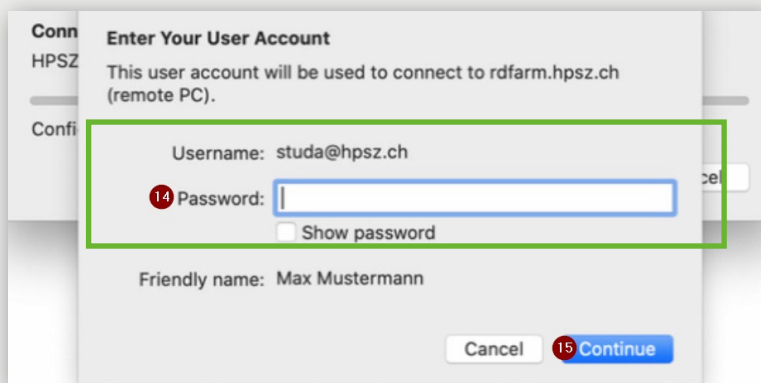 Conn
HPSZ
Confi
Enter Your User Account
This user account will be used to connect to rdfarm.hpsz.ch
(remote PC).
Username: studa@hpsz.ch
14 Password:
Show password
Friendly name: Max Mustermann
Cancel
15 Continue
cel